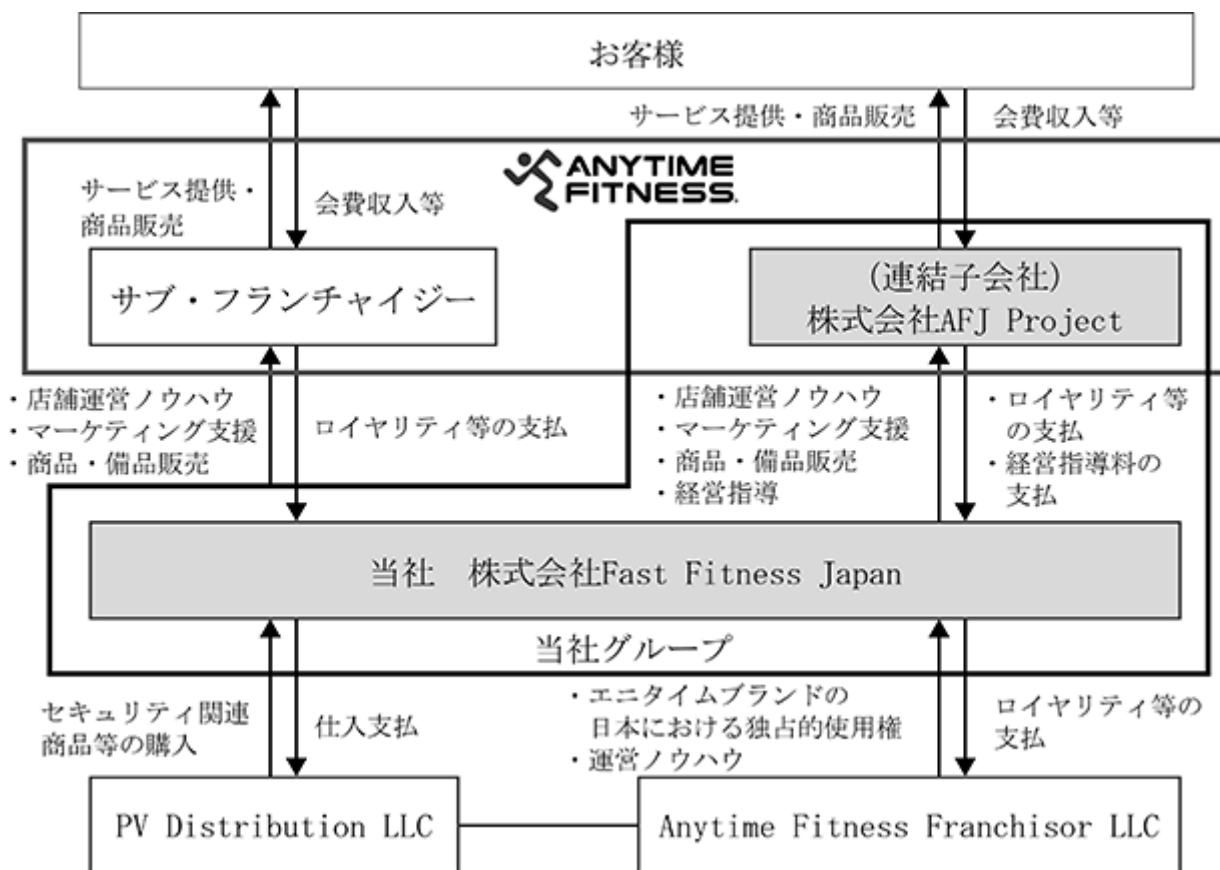 お客様
サービス提供・商品販売
会費収入等
ANYTIME
FITNESS.
サービス提供・
商品販売
会費収入等
サブ・フランチャイジー
(連結子会社)
株式会社AFJ Project
・店舗運営ノウハウ
・マーケティング支援
・商品・備品販売
ロイヤリティ等の支払
・店舗運営ノウハウ
・マーケティング支援
・商品・備品販売
・経営指導
・ロイヤリティ等
の支払
・経営指導料の
支払
当社　株式会社Fast Fitness Japan
当社グループ
セキュリティ関連
商品等の購入
仕入支払
・エニタイムブランドの
日本における独占的使用権
・運営ノウハウ
ロイヤリティ等の
支払
PV Distribution LLC
Anytime Fitness Franchisor LLC